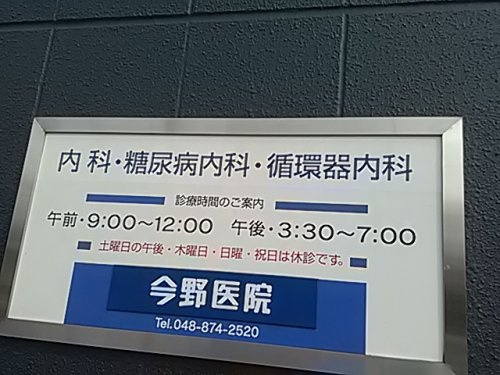 内科・糖尿病内科・循環器内科
診療時間のご案内
午前・9:00～12:00 午後・3:30～7:00
土曜日の午後・木曜日・日曜・祝日は休診です。
今野医院
Tel.048-874-2520